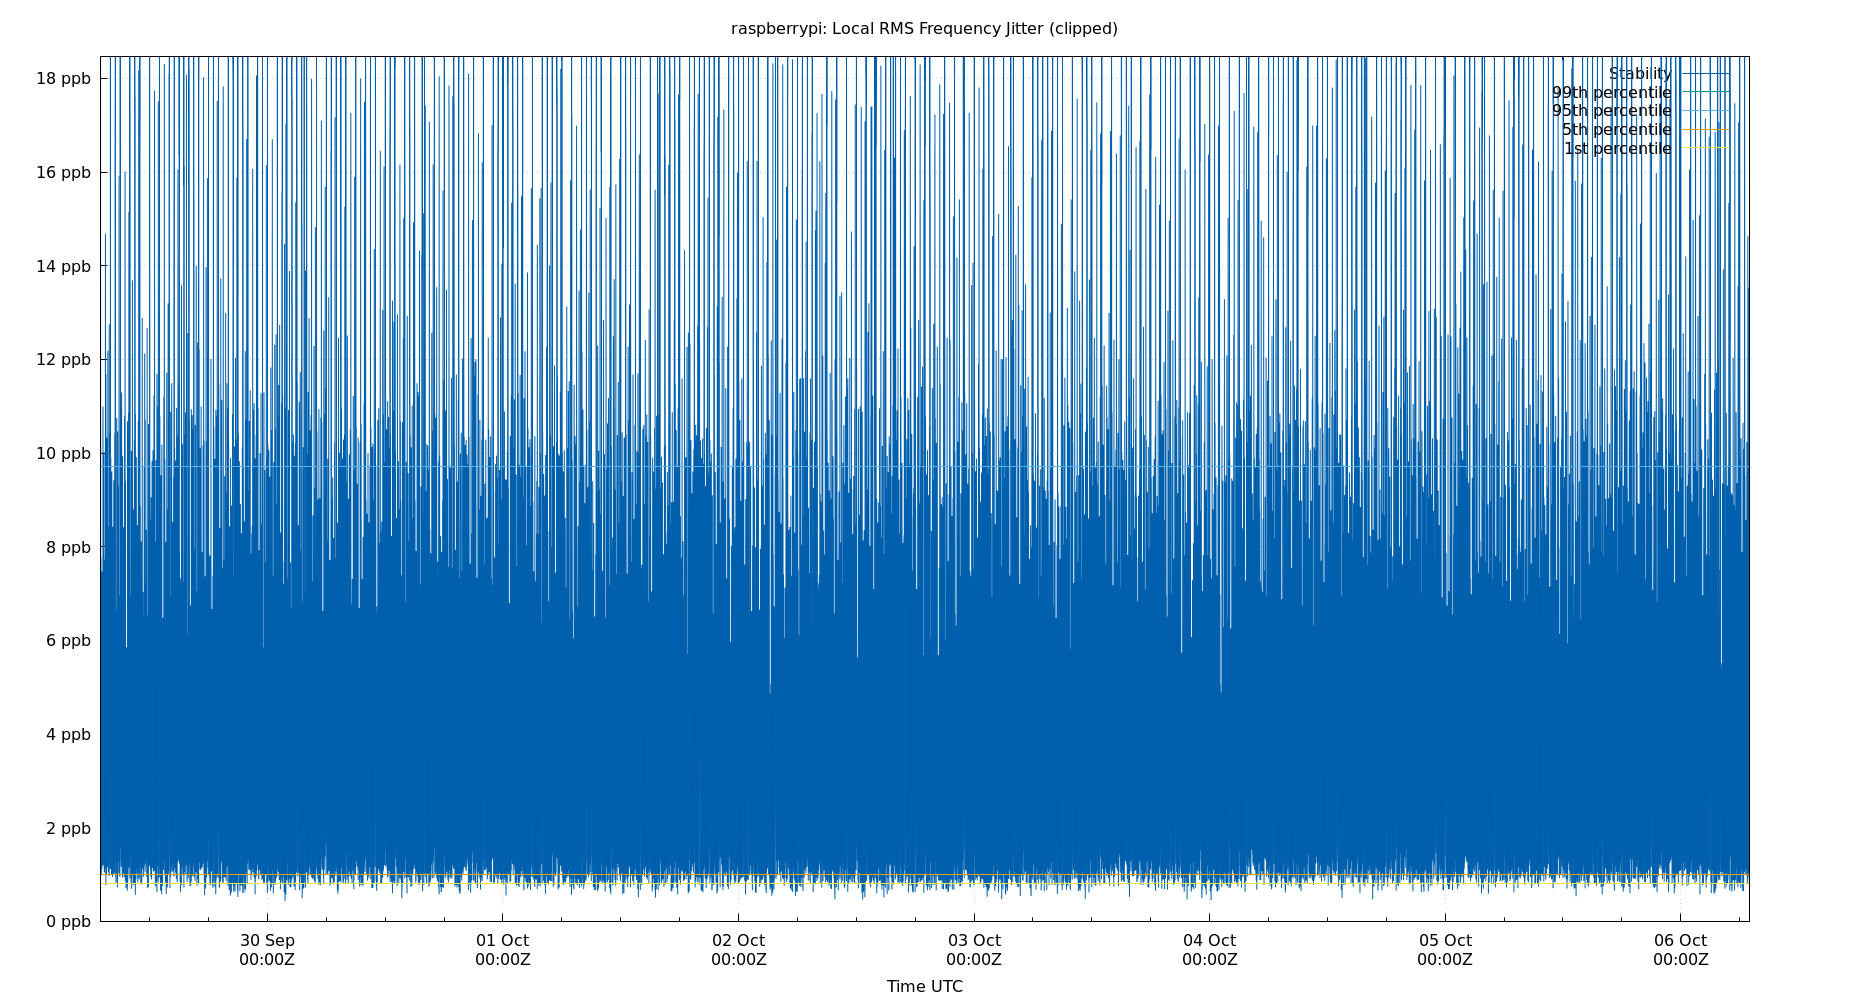 raspberrypi: Local RMS Frequency Jitter (clipped)
18 ppb
16 ppb
14 ppb
12 ppb
10 ppb
8 ppb
6 ppb
4 ppb
2 ppb
0 ppb
Stability
99th percentile
95th percentile
5th percentile
1st percentile
30 Sep 01 Oct 02 Oct 03 Oct 04 Oct 05 Oct 06 Oct
00:00Z 00:00Z 00:00Z 00:00Z 00:00Z 00:00Z 00:00Z
Time UTC